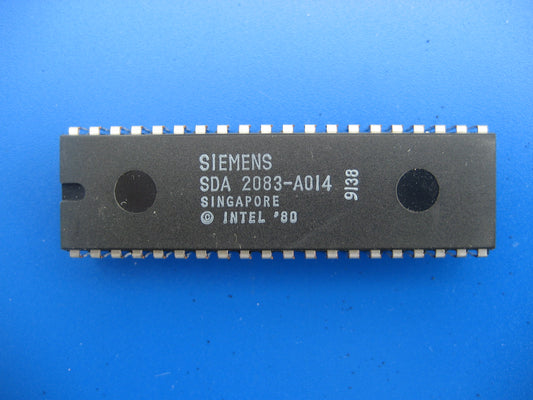 SIEMENS
SDA 2083-A014
SINGAPORE
© INTEL '80
9138